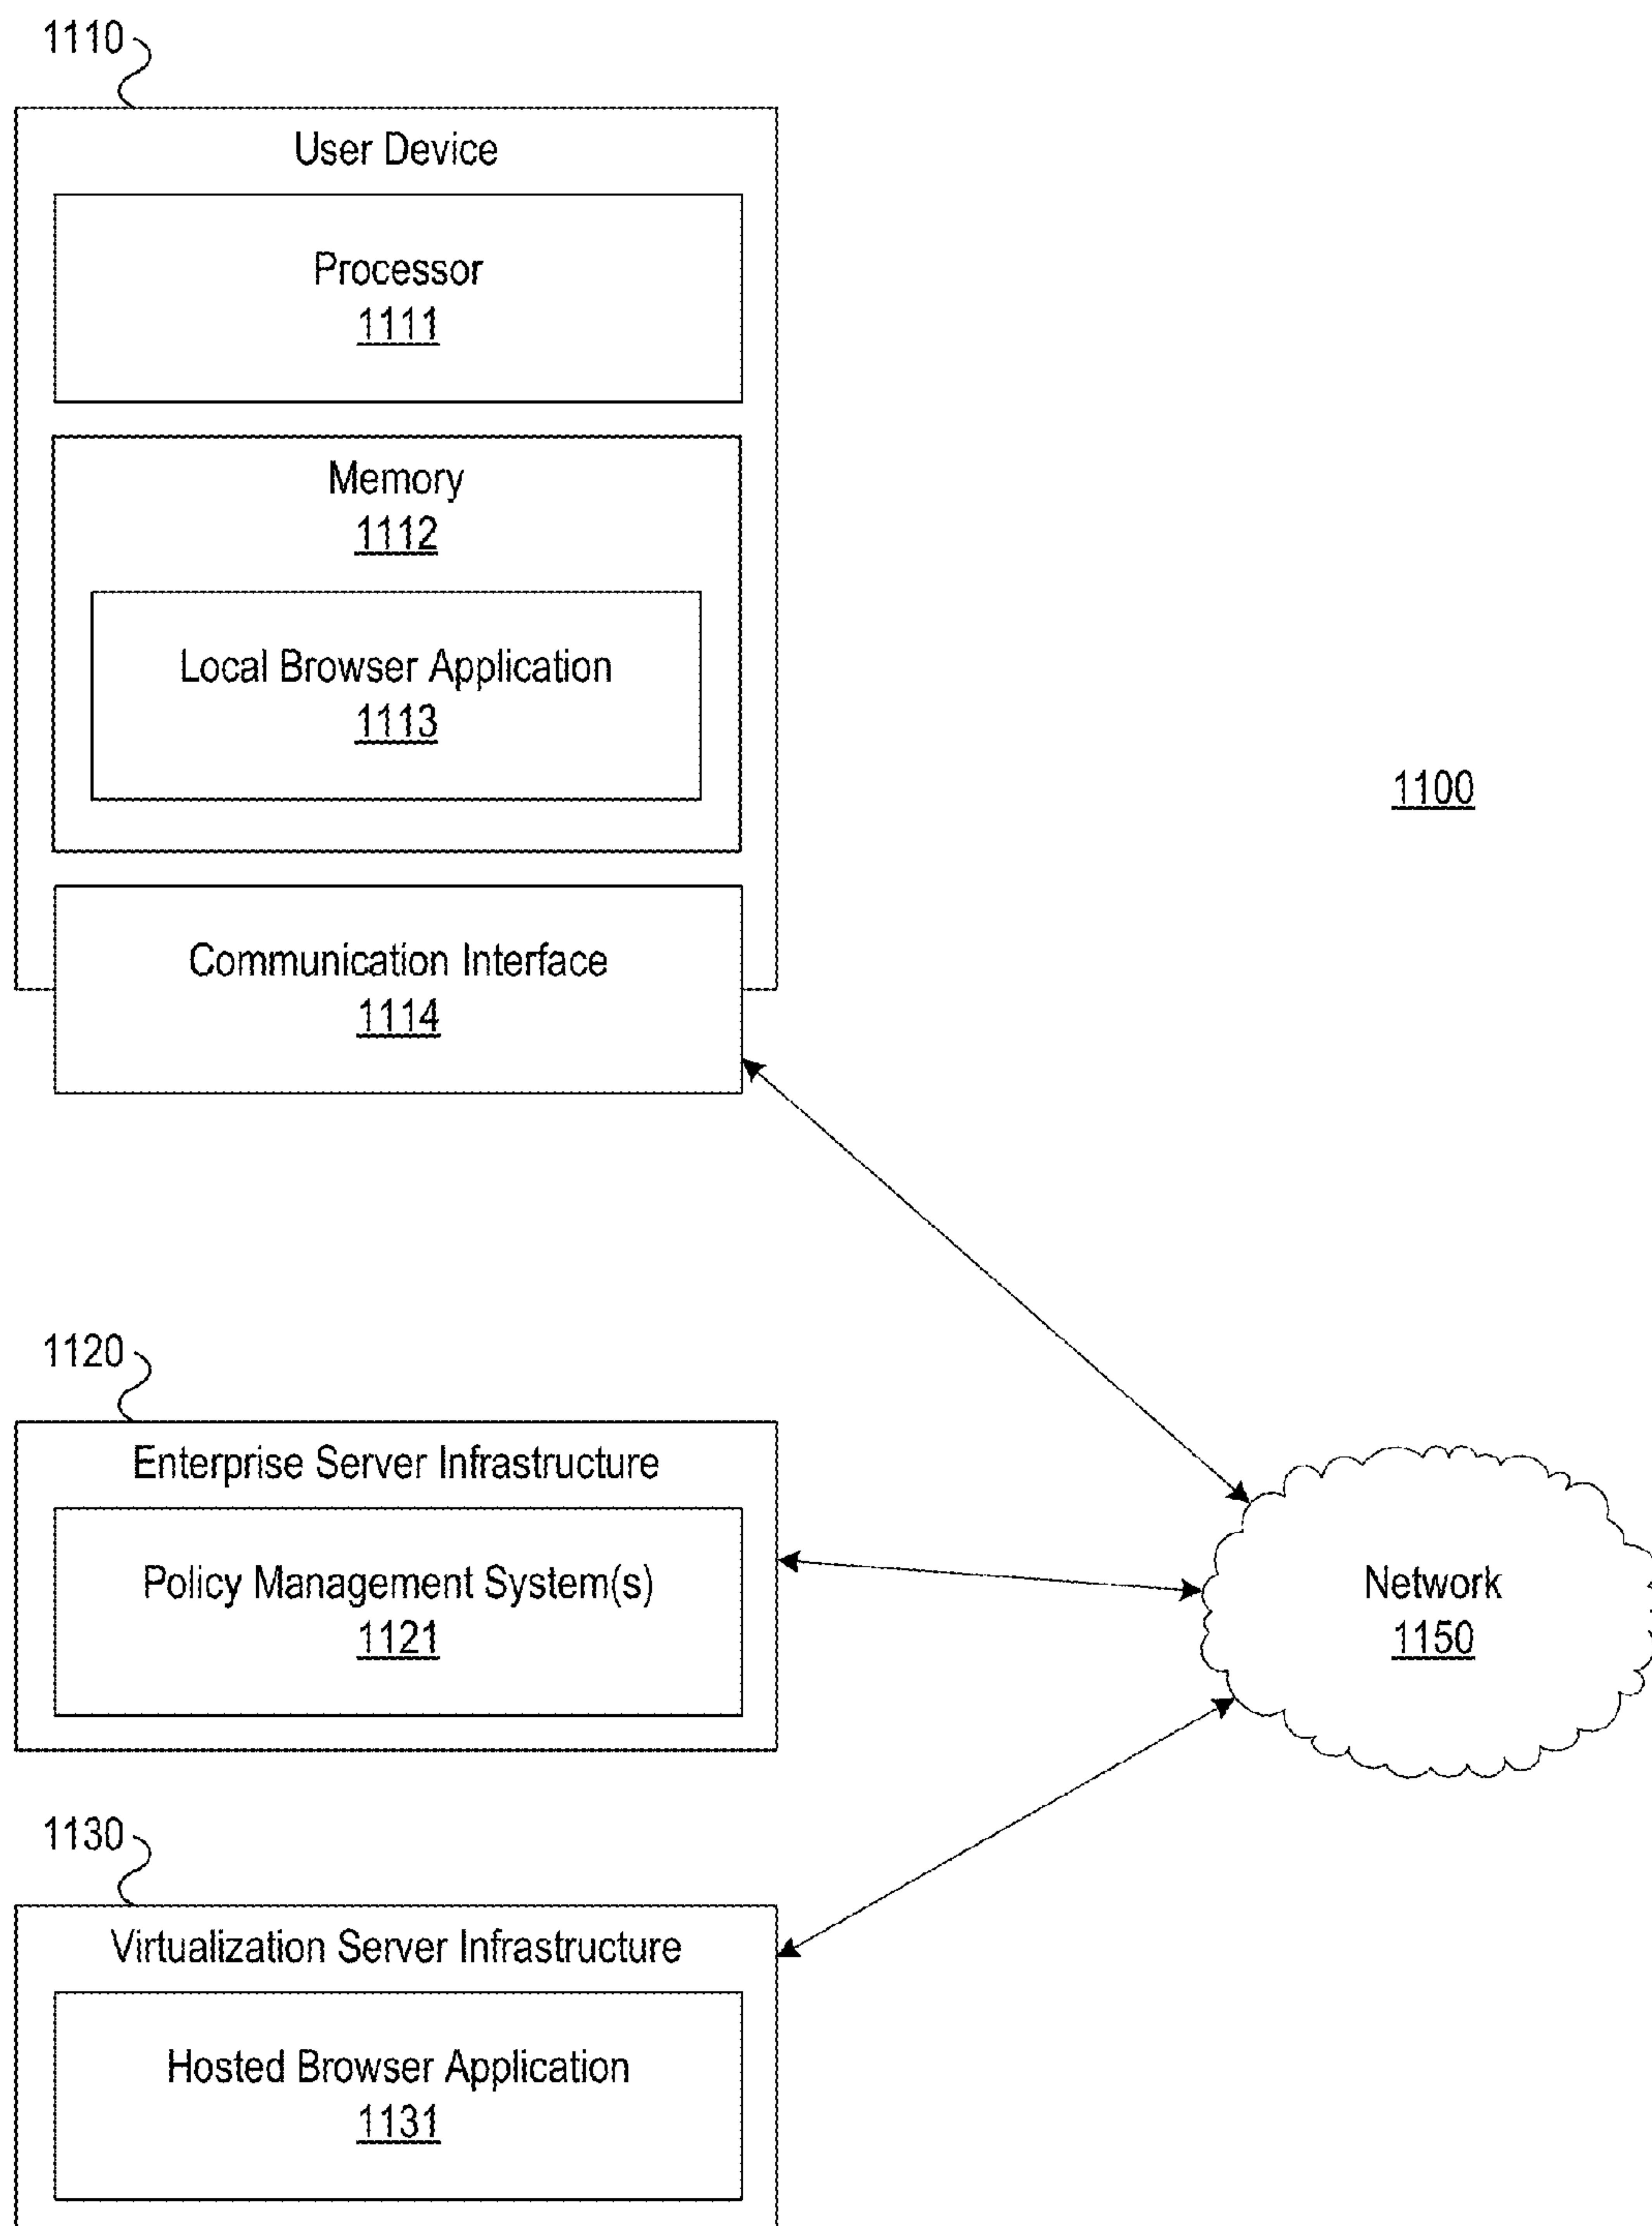 1110
User Device
Processor
1111
Memory
1112
Local Browser Application
1113
1100
Communication Interface
1114
1120
Enterprise Server Infrastructure
Policy Management System(s)
1121
Network
1150
1130
Virtualization Server Infrastructure
Hosted Browser Application
1131